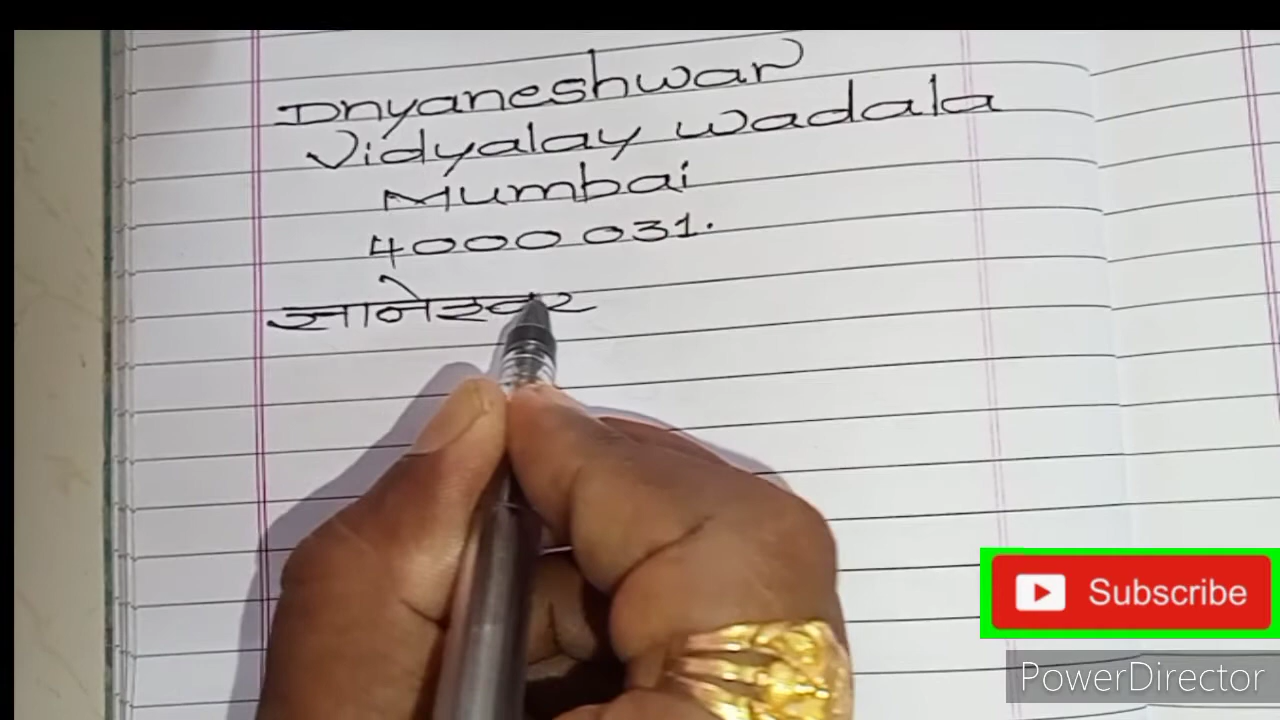 Dnyaneshwar
Vidyalay Wadala
Mumbai
4000 031.
ज्ञानेश्वर
Subscribe
PowerDirector